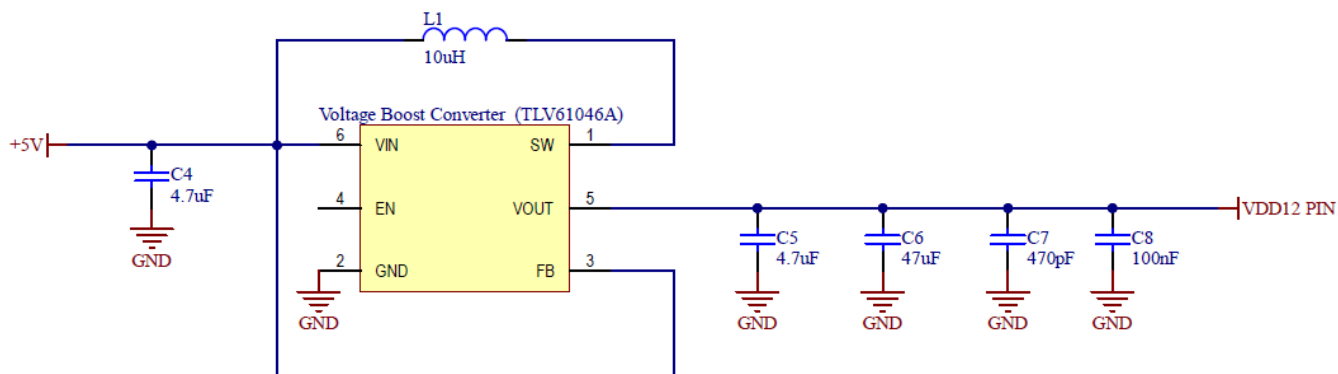 L1
10uH
Voltage Boost Converter (TLV61046A)
+5V
6 VIN SW 1
C4
4.7uF
4 EN VOUT 5
VDD12 PIN
GND
2 GND FB 3
C5
4.7uF
C6
47uF
C7
470pF
C8
100nF
GND
GND
GND
GND
GND